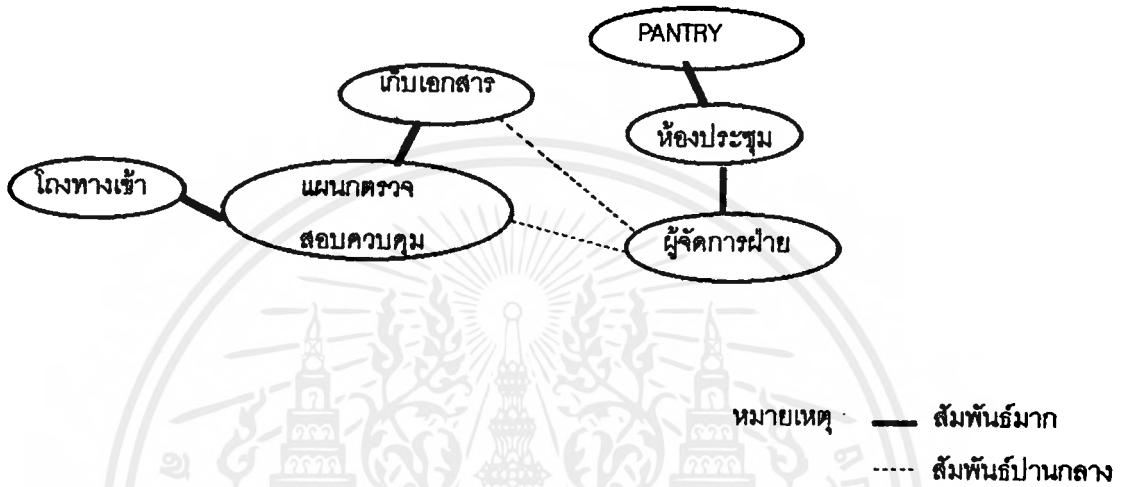 PANTRY
เก็บเอกสาร
ห้องประชุม
โถงทางเข้า
แผนกตรวจ
สอบควบคุม
ผู้จัดการฝ่าย
หมายเหตุ
สัมพันธ์มาก
สัมพันธ์ปานกลาง